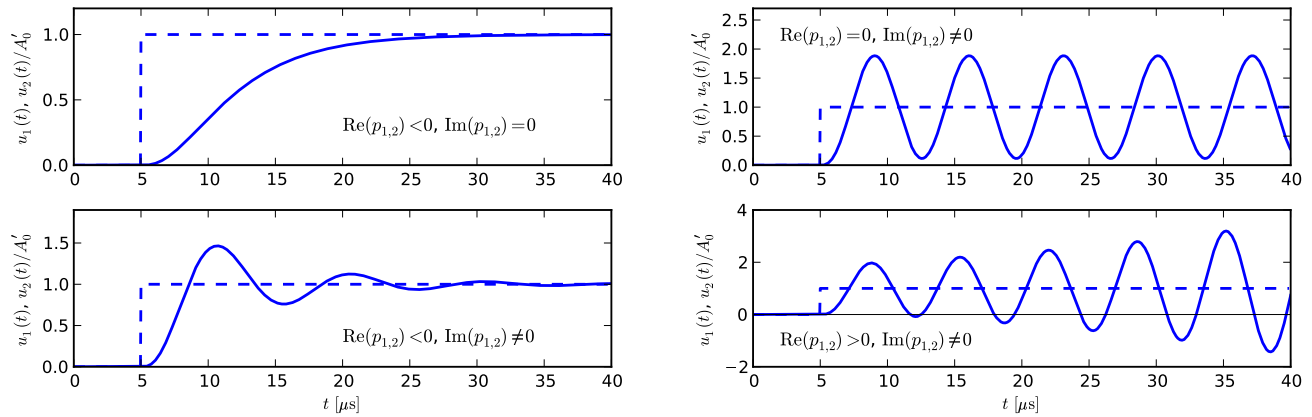 u₁(t), u₂(t)/A′₀
1.0
0.5
0.0
0 5 10 15 20 25 30 35 40
Re(p₁,₂)<0, Im(p₁,₂)=0
u₁(t), u₂(t)/A′₀
1.5
1.0
0.5
0.0
0 5 10 15 20 25 30 35 40
Re(p₁,₂)<0, Im(p₁,₂)≠0
t [μs]
u₁(t), u₂(t)/A′₀
2.5
2.0
1.5
1.0
0.5
0.0
0 5 10 15 20 25 30 35 40
Re(p₁,₂)=0, Im(p₁,₂)≠0
u₁(t), u₂(t)/A′₀
4
2
0
−2
0 5 10 15 20 25 30 35 40
Re(p₁,₂)>0, Im(p₁,₂)≠0
t [μs]